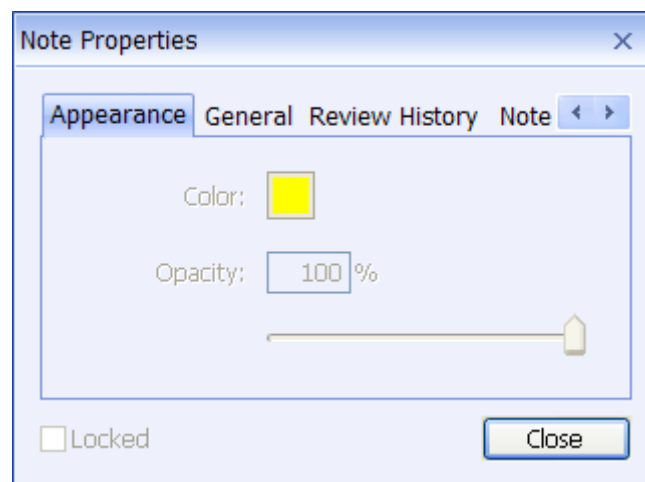 Note Properties
Appearance General Review History Note
Color:
Opacity: 100 %
Locked Close